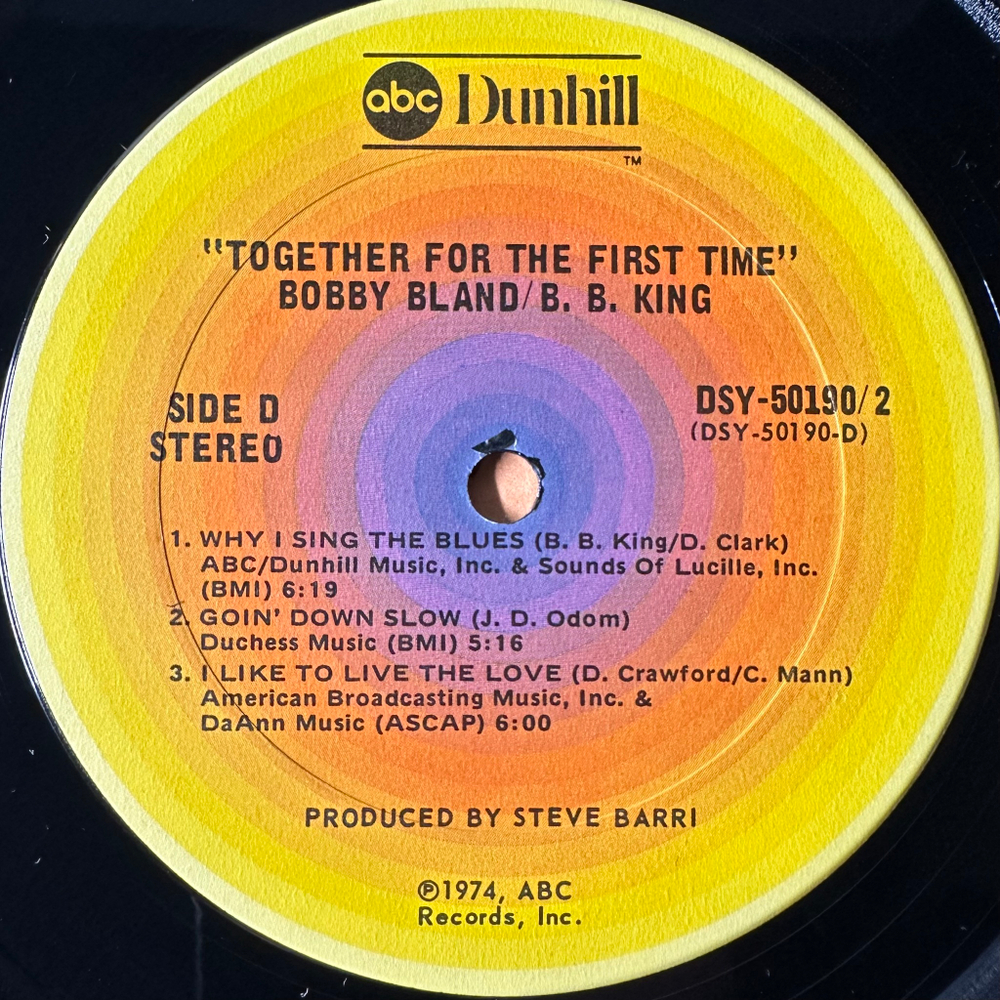 abc Dunhill
TM
"TOGETHER FOR THE FIRST TIME"
BOBBY BLAND/B. B. KING
SIDE D
STEREO
DSY-50190/2
(DSY-50190-D)
1. WHY I SING THE BLUES (B. B. King/D. Clark)
ABC/Dunhill Music, Inc. & Sounds Of Lucille, Inc.
(BMI) 6:19
2. GOIN' DOWN SLOW (J. D. Odom)
Duchess Music (BMI) 5:16
3. I LIKE TO LIVE THE LOVE (D. Crawford/C. Mann)
American Broadcasting Music, Inc. &
DaAnn Music (ASCAP) 6:00
PRODUCED BY STEVE BARRI
℗1974, ABC
Records, Inc.